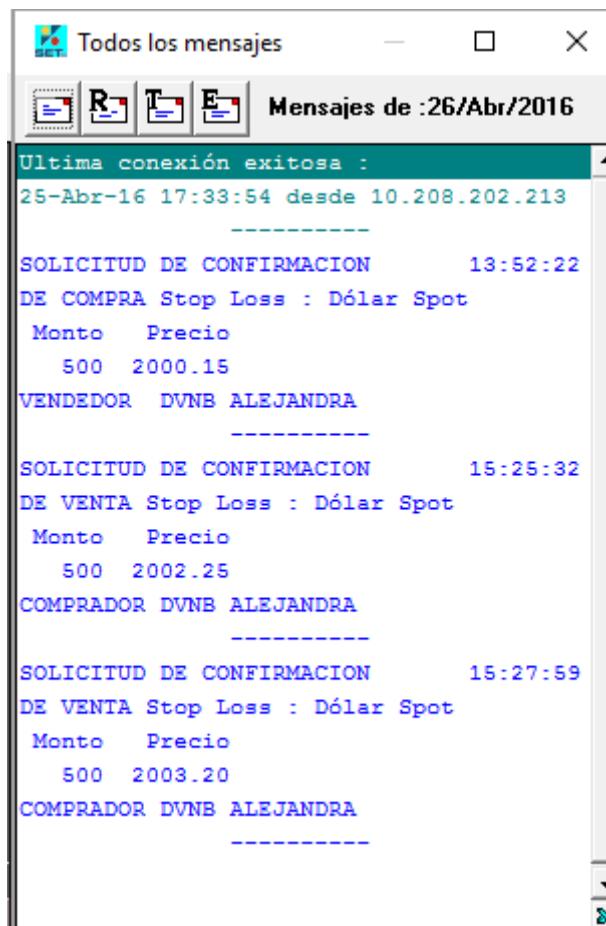 SET
Todos los mensajes
R T E Mensajes de :26/Abr/2016
Ultima conexión exitosa :
25-Abr-16 17:33:54 desde 10.208.202.213
----------
SOLICITUD DE CONFIRMACION 13:52:22
DE COMPRA Stop Loss : Dólar Spot
Monto Precio
500 2000.15
VENDEDOR DVNB ALEJANDRA
----------
SOLICITUD DE CONFIRMACION 15:25:32
DE VENTA Stop Loss : Dólar Spot
Monto Precio
500 2002.25
COMPRADOR DVNB ALEJANDRA
----------
SOLICITUD DE CONFIRMACION 15:27:59
DE VENTA Stop Loss : Dólar Spot
Monto Precio
500 2003.20
COMPRADOR DVNB ALEJANDRA
----------